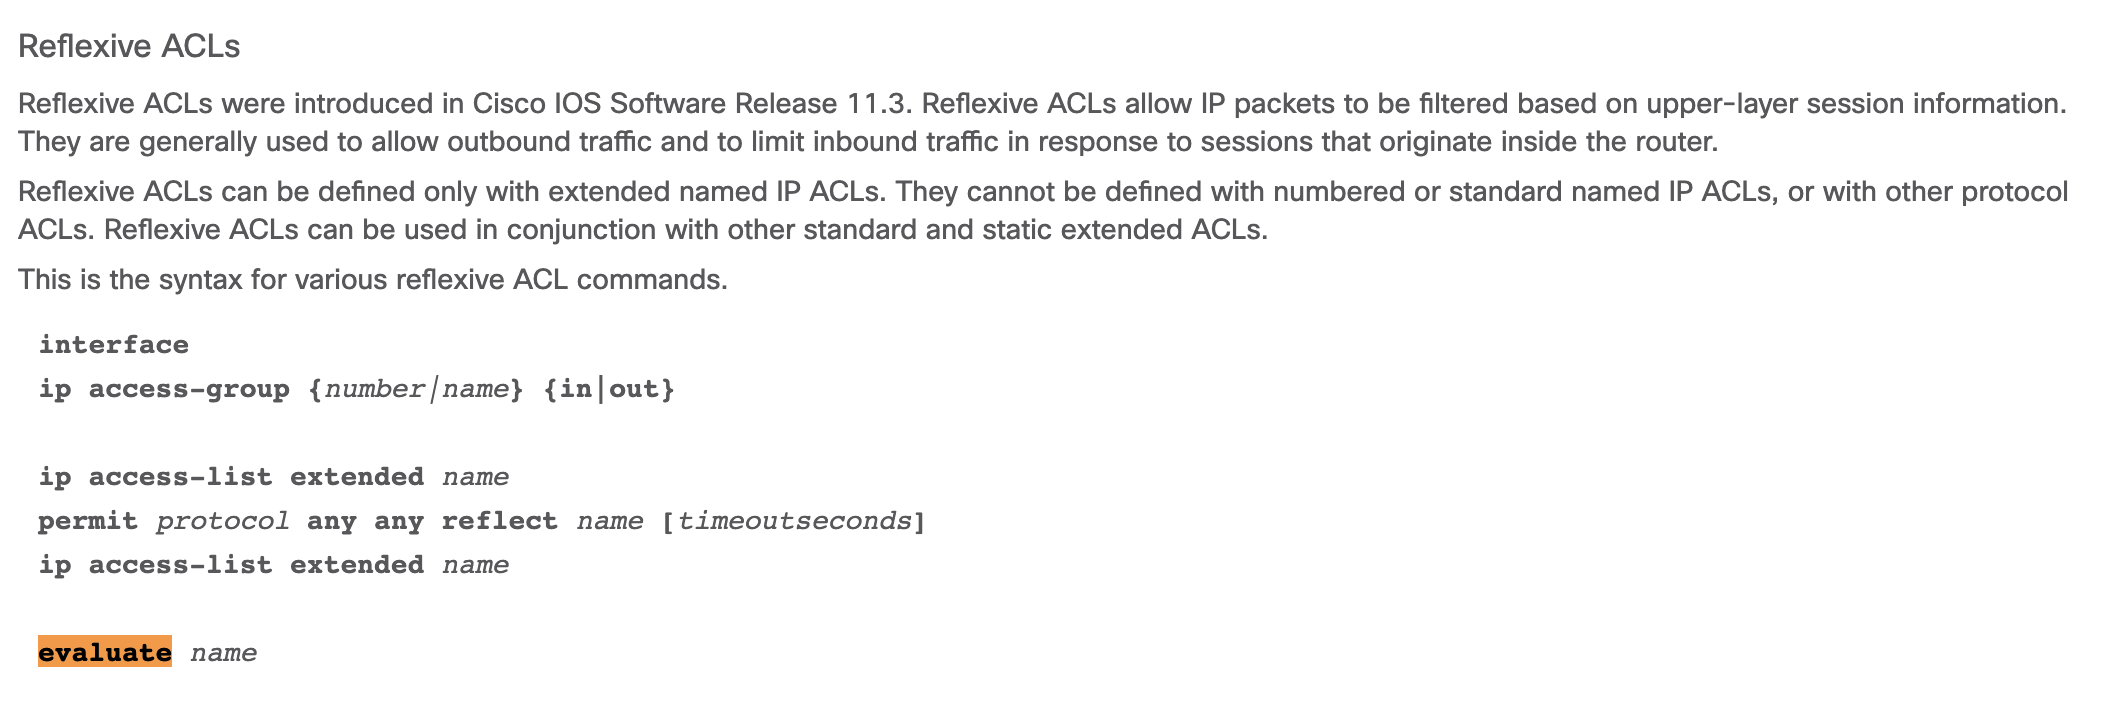 Reflexive ACLs
Reflexive ACLs were introduced in Cisco IOS Software Release 11.3. Reflexive ACLs allow IP packets to be filtered based on upper-layer session information.
They are generally used to allow outbound traffic and to limit inbound traffic in response to sessions that originate inside the router.
Reflexive ACLs can be defined only with extended named IP ACLs. They cannot be defined with numbered or standard named IP ACLs, or with other protocol
ACLs. Reflexive ACLs can be used in conjunction with other standard and static extended ACLs.
This is the syntax for various reflexive ACL commands.
interface
ip access-group {number|name} {in|out}
ip access-list extended name
permit protocol any any reflect name [timeoutseconds]
ip access-list extended name
evaluate name